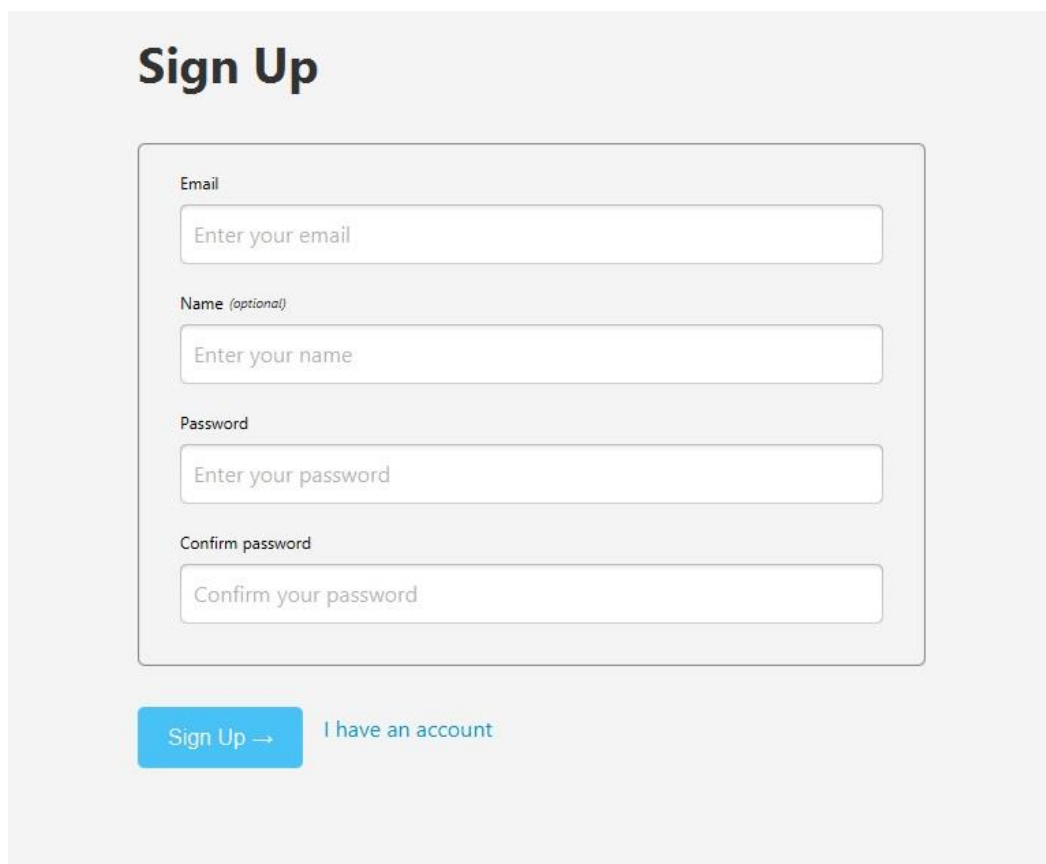 Sign Up
Email
Enter your email
Name (optional)
Enter your name
Password
Enter your password
Confirm password
Confirm your password
Sign Up → I have an account